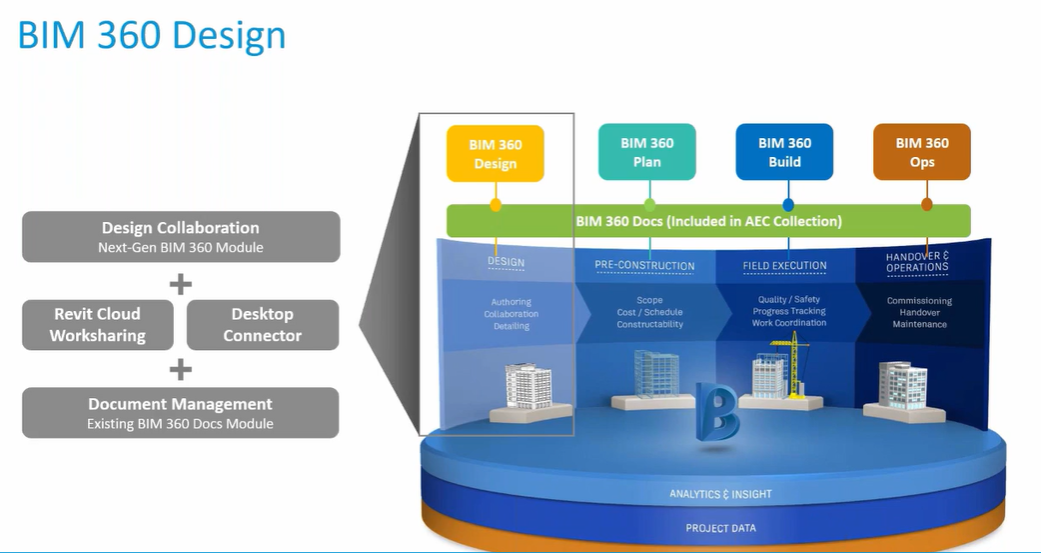 BIM 360 Design
Design Collaboration
Next-Gen BIM 360 Module
+
Revit Cloud
Worksharing
Desktop
Connector
+
Document Management
Existing BIM 360 Docs Module
BIM 360
Design
BIM 360
Plan
BIM 360
Build
BIM 360
Ops
BIM 360 Docs (Included in AEC Collection)
DESIGN
Authoring
Collaboration
Detailing
PRE-CONSTRUCTION
Scope
Cost / Schedule
Constructability
FIELD EXECUTION
Quality / Safety
Progress Tracking
Work Coordination
HANDOVER &
OPERATIONS
Commissioning
Handover
Maintenance
B
ANALYTICS & INSIGHT
PROJECT DATA